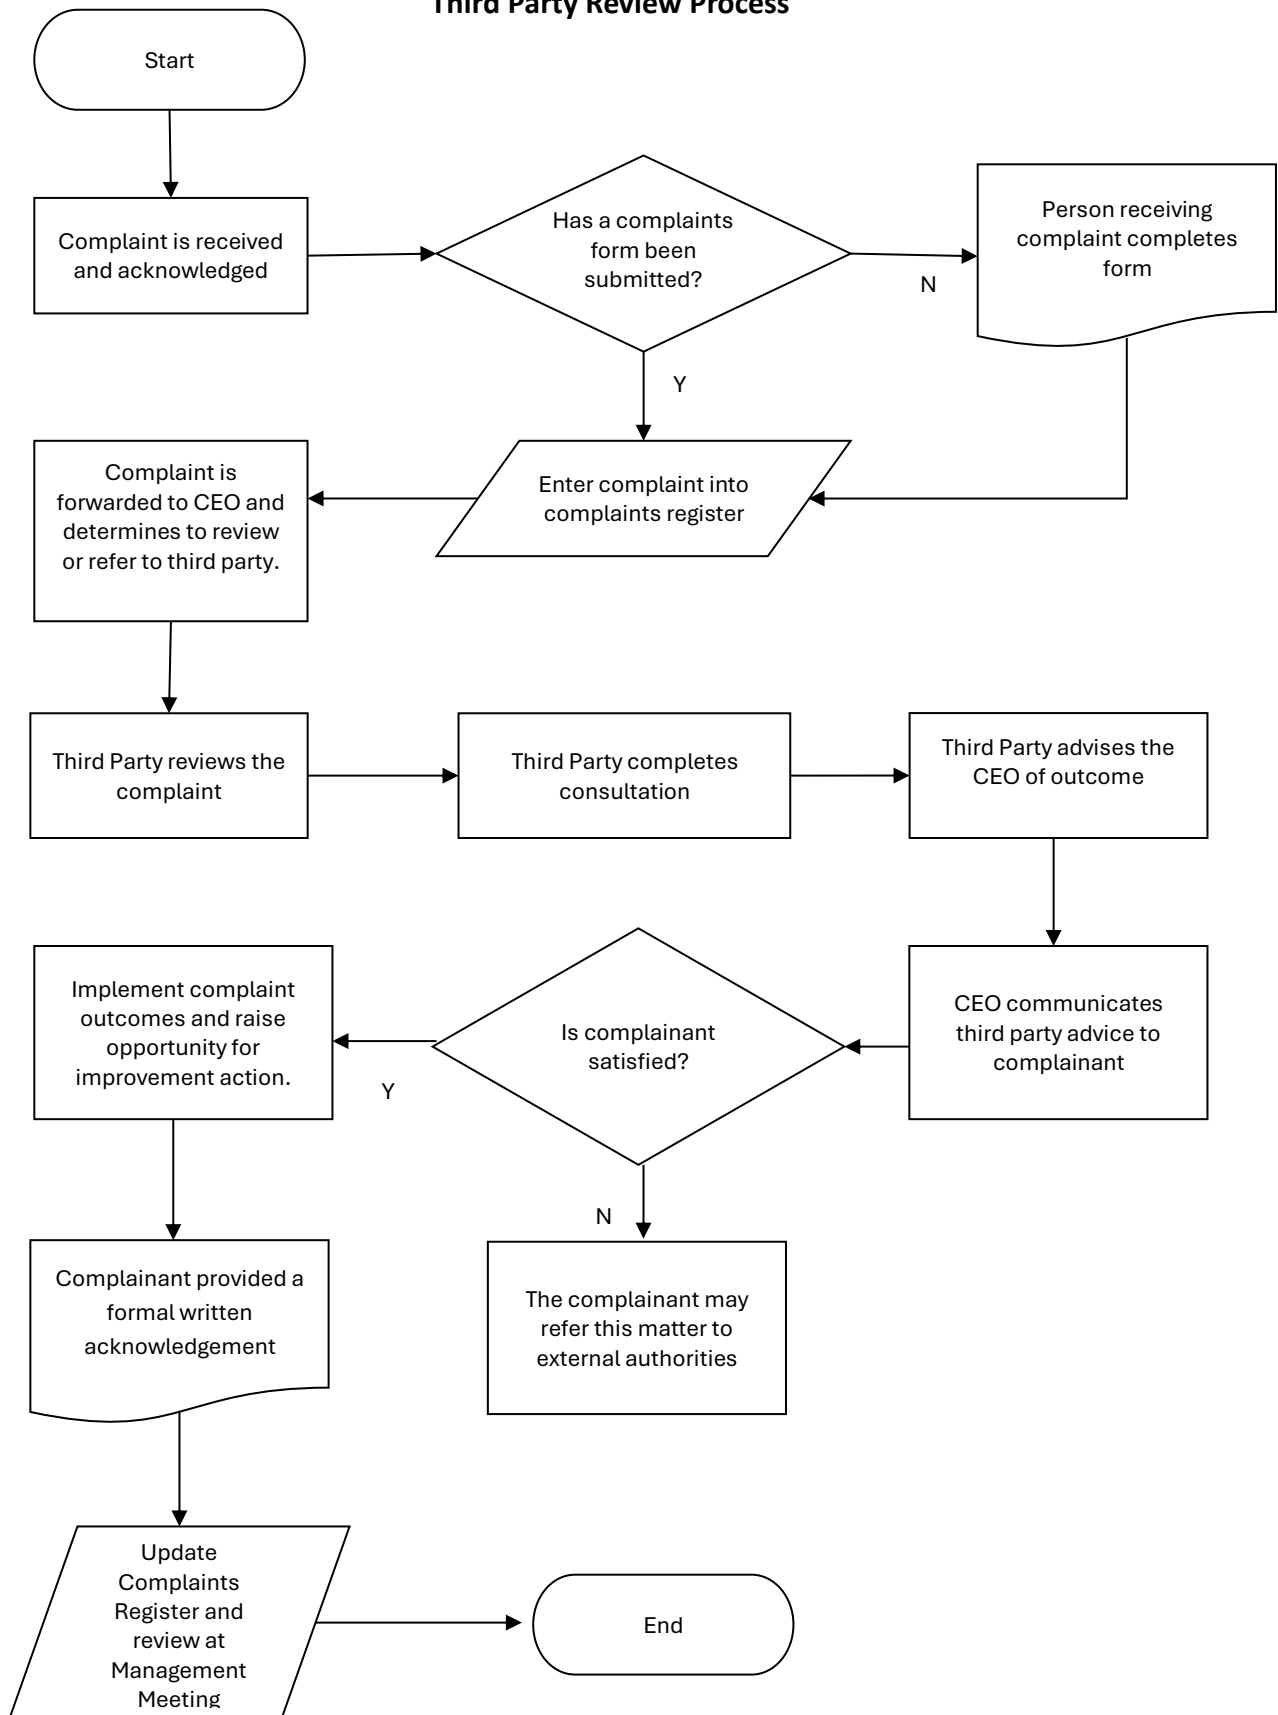 Third Party Review Process
Start
Complaint is received
and acknowledged
Has a complaints
form been
submitted?
N
Person receiving
complaint completes
form
Y
Complaint is
forwarded to CEO and
determines to review
or refer to third party.
Enter complaint into
complaints register
Third Party reviews the
complaint
Third Party completes
consultation
Third Party advises the
CEO of outcome
Implement complaint
outcomes and raise
opportunity for
improvement action.
Y
Is complainant
satisfied?
CEO communicates
third party advice to
complainant
N
Complainant provided a
formal written
acknowledgement
The complainant may
refer this matter to
external authorities
Update
Complaints
Register and
review at
Management
Meeting
End